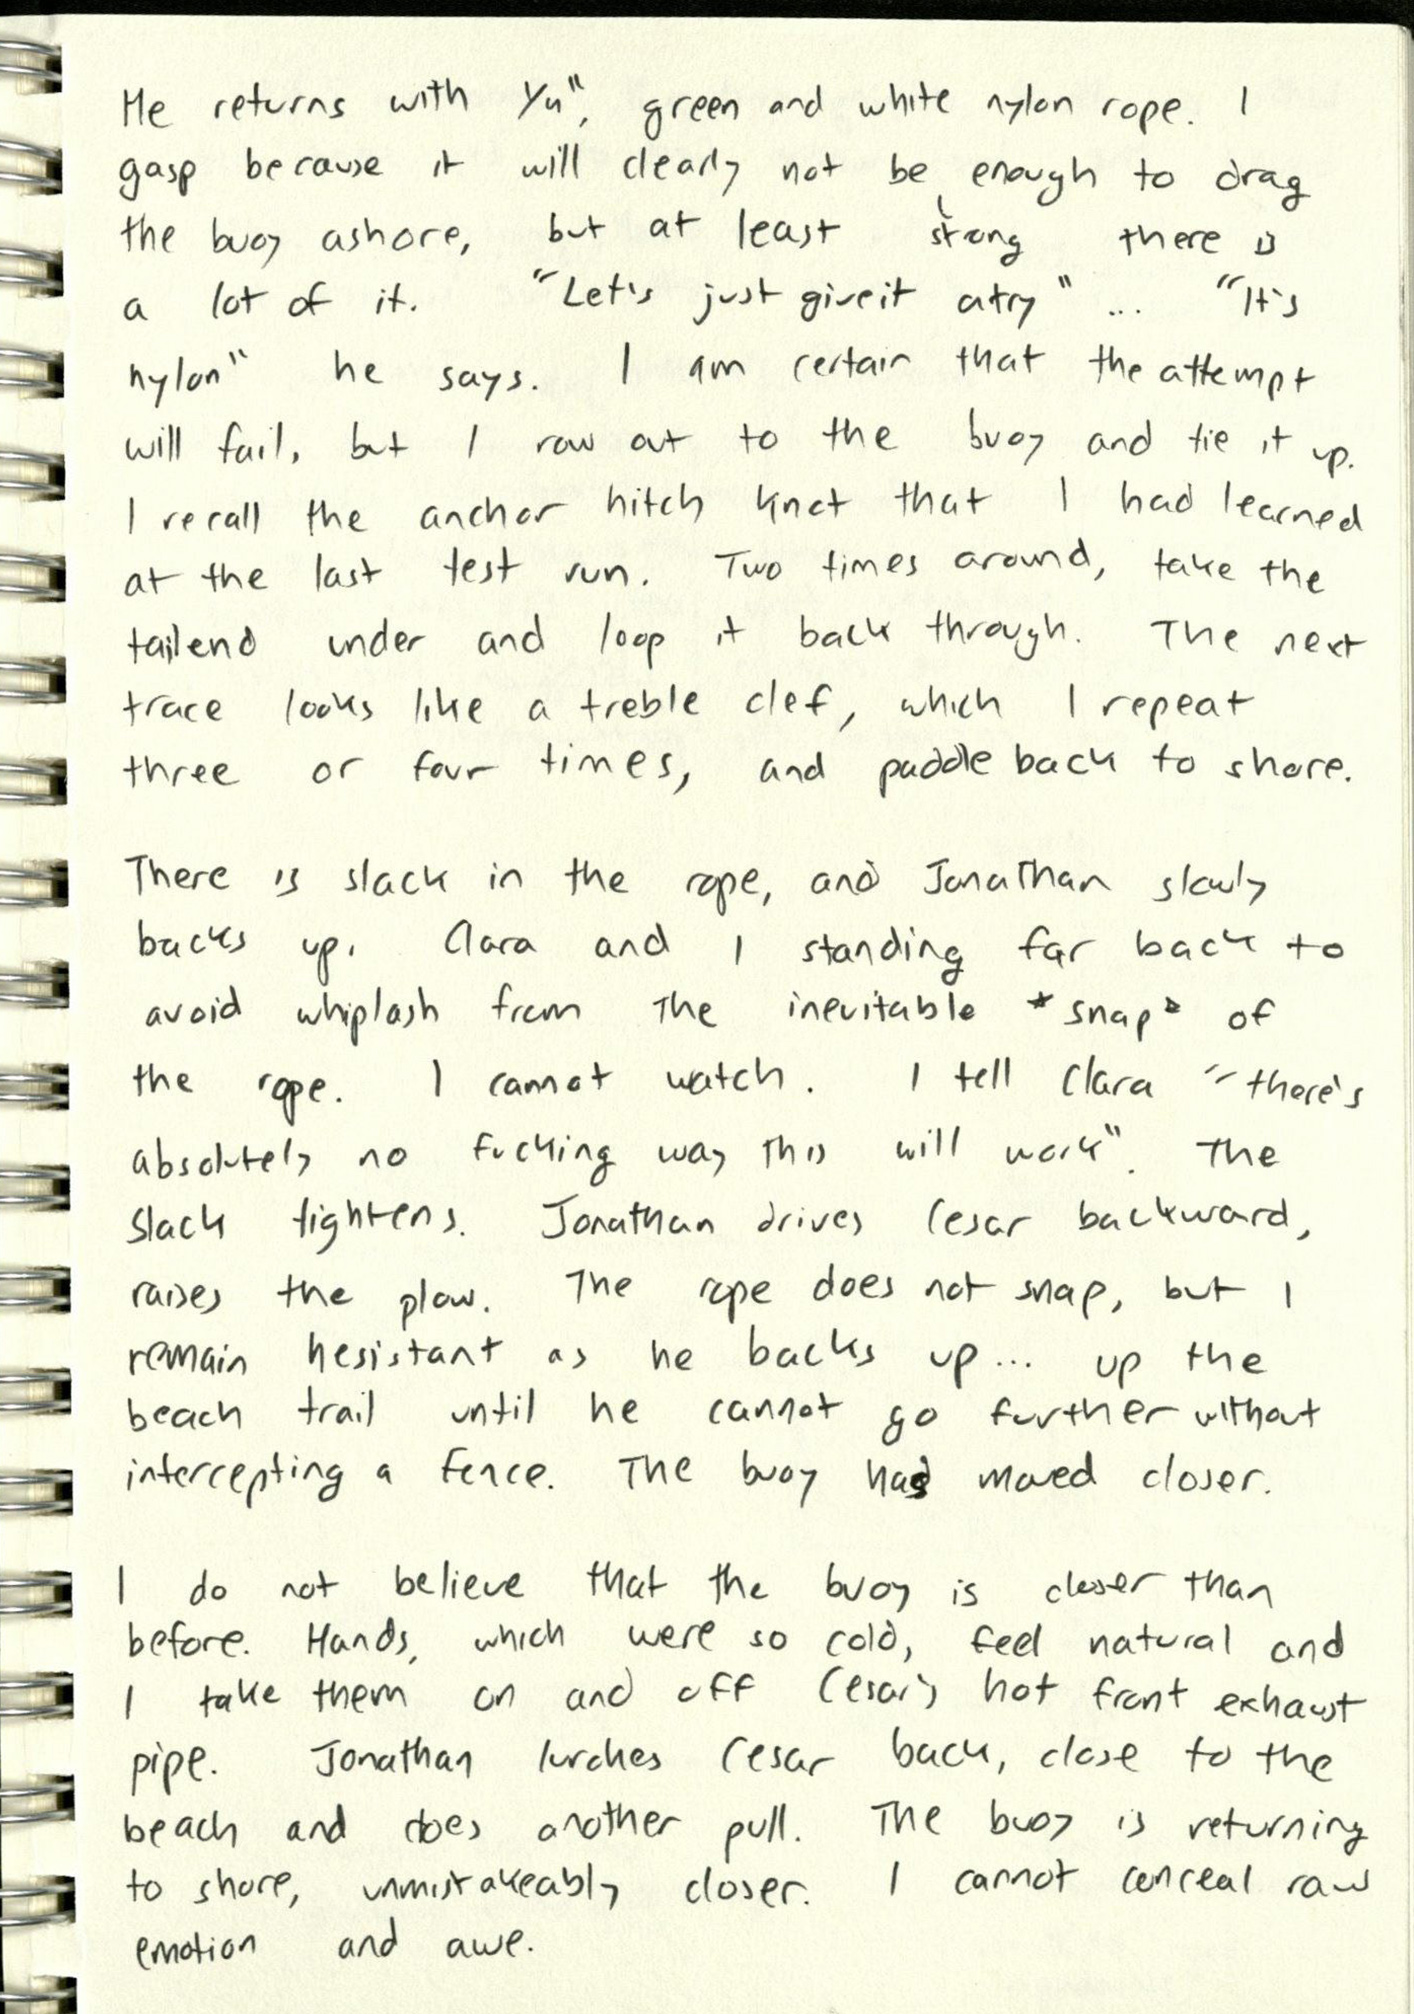 He returns with 1/4", green and white nylon rope. I
gasp because it will clearly not be strong enough to drag
the buoy ashore, but at least there is
a lot of it. "Let's just give it a try" ... "It's
nylon" he says. I am certain that the attempt
will fail, but I row out to the buoy and tie it up.
I recall the anchor hitch knot that I had learned
at the last test run. Two times around, take the
tail end under and loop it back through. The next
trace looks like a treble clef, which I repeat
three or four times, and paddle back to shore.
There is slack in the rope, and Jonathan slowly
backs up. Clara and I standing far back to
avoid whiplash from the inevitable *snap* of
the rope. I cannot watch. I tell Clara "there's
absolutely no fucking way this will work". The
slack tightens. Jonathan drives Cesar backward,
raises the plow. The rope does not snap, but I
remain hesistant as he backs up... up the
beach trail until he cannot go further without
intercepting a fence. The buoy has moved closer.
I do not believe that the buoy is closer than
before. Hands, which were so cold, feel natural and
I take them on and off Cesar's hot front exhaust
pipe. Jonathan lurches Cesar back, close to the
beach and does another pull. The buoy is returning
to shore, unmistakeably closer. I cannot conceal raw
emotion and awe.